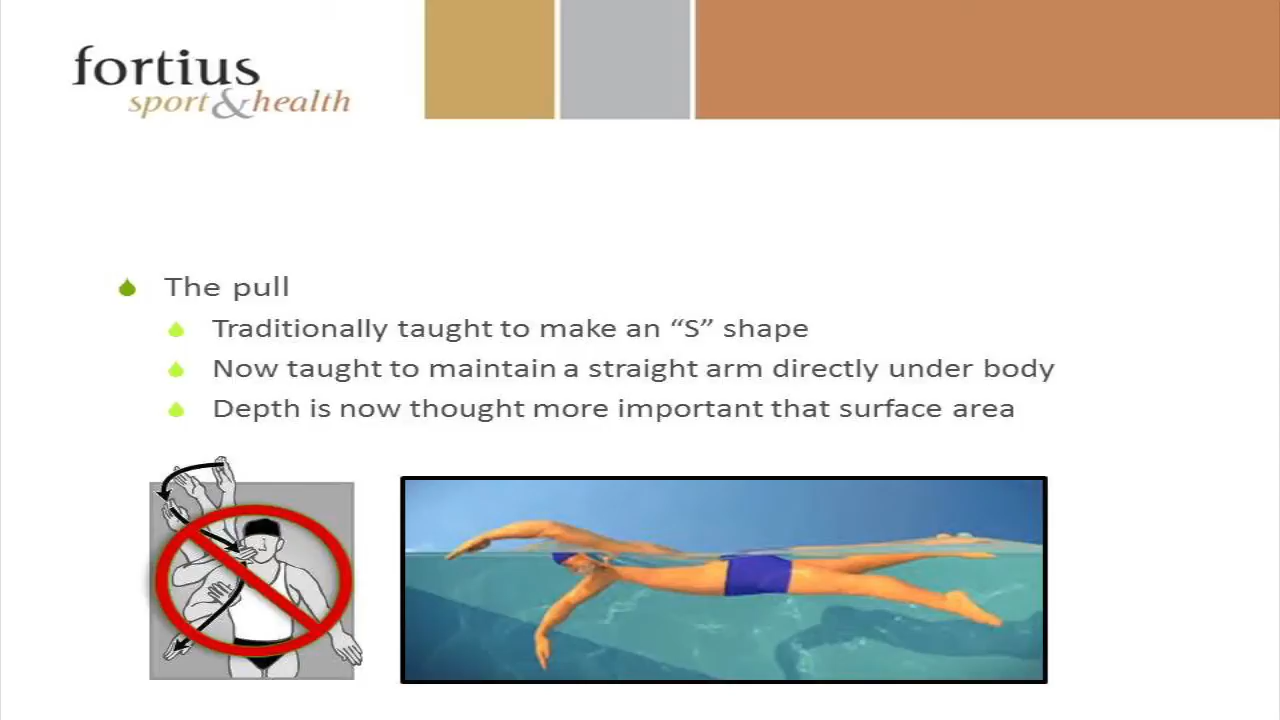 fortius
sport&health
The pull
Traditionally taught to make an “S” shape
Now taught to maintain a straight arm directly under body
Depth is now thought more important that surface area